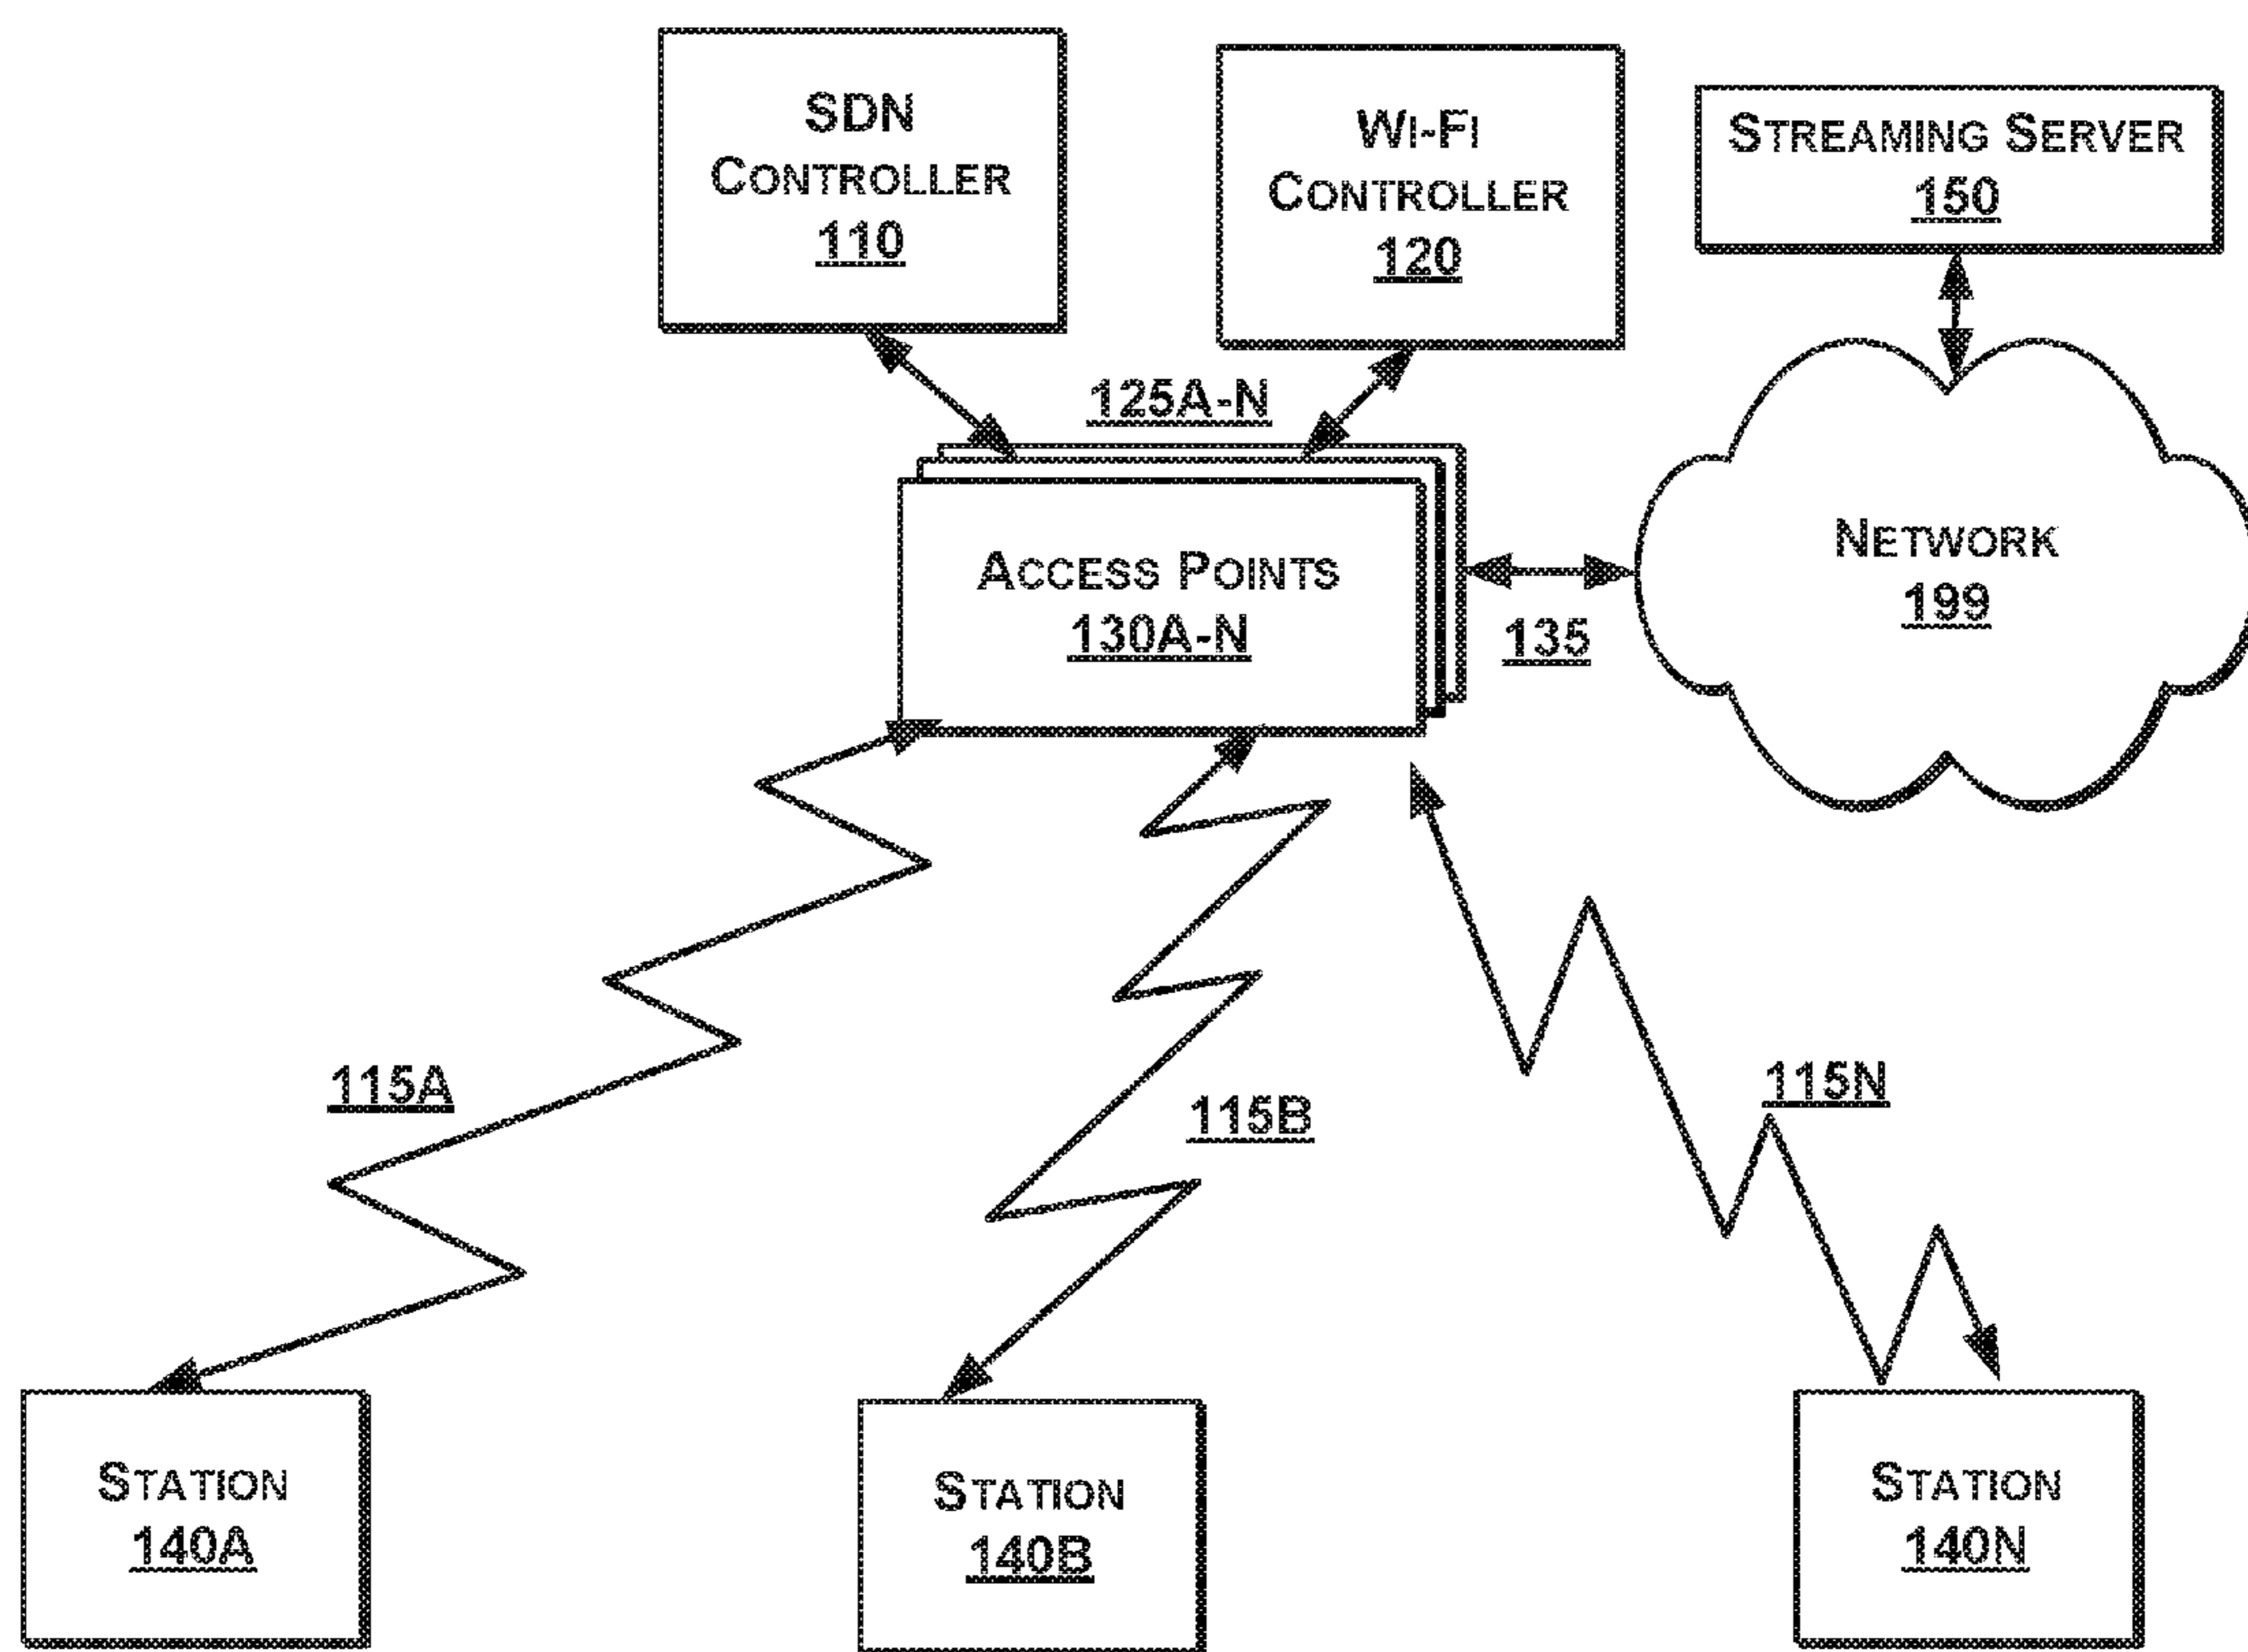 SDN
CONTROLLER
110
WI-FI
CONTROLLER
120
STREAMING SERVER
150
125A-N
ACCESS POINTS
130A-N
135
NETWORK
199
115A
115B
115N
STATION
140A
STATION
140B
STATION
140N